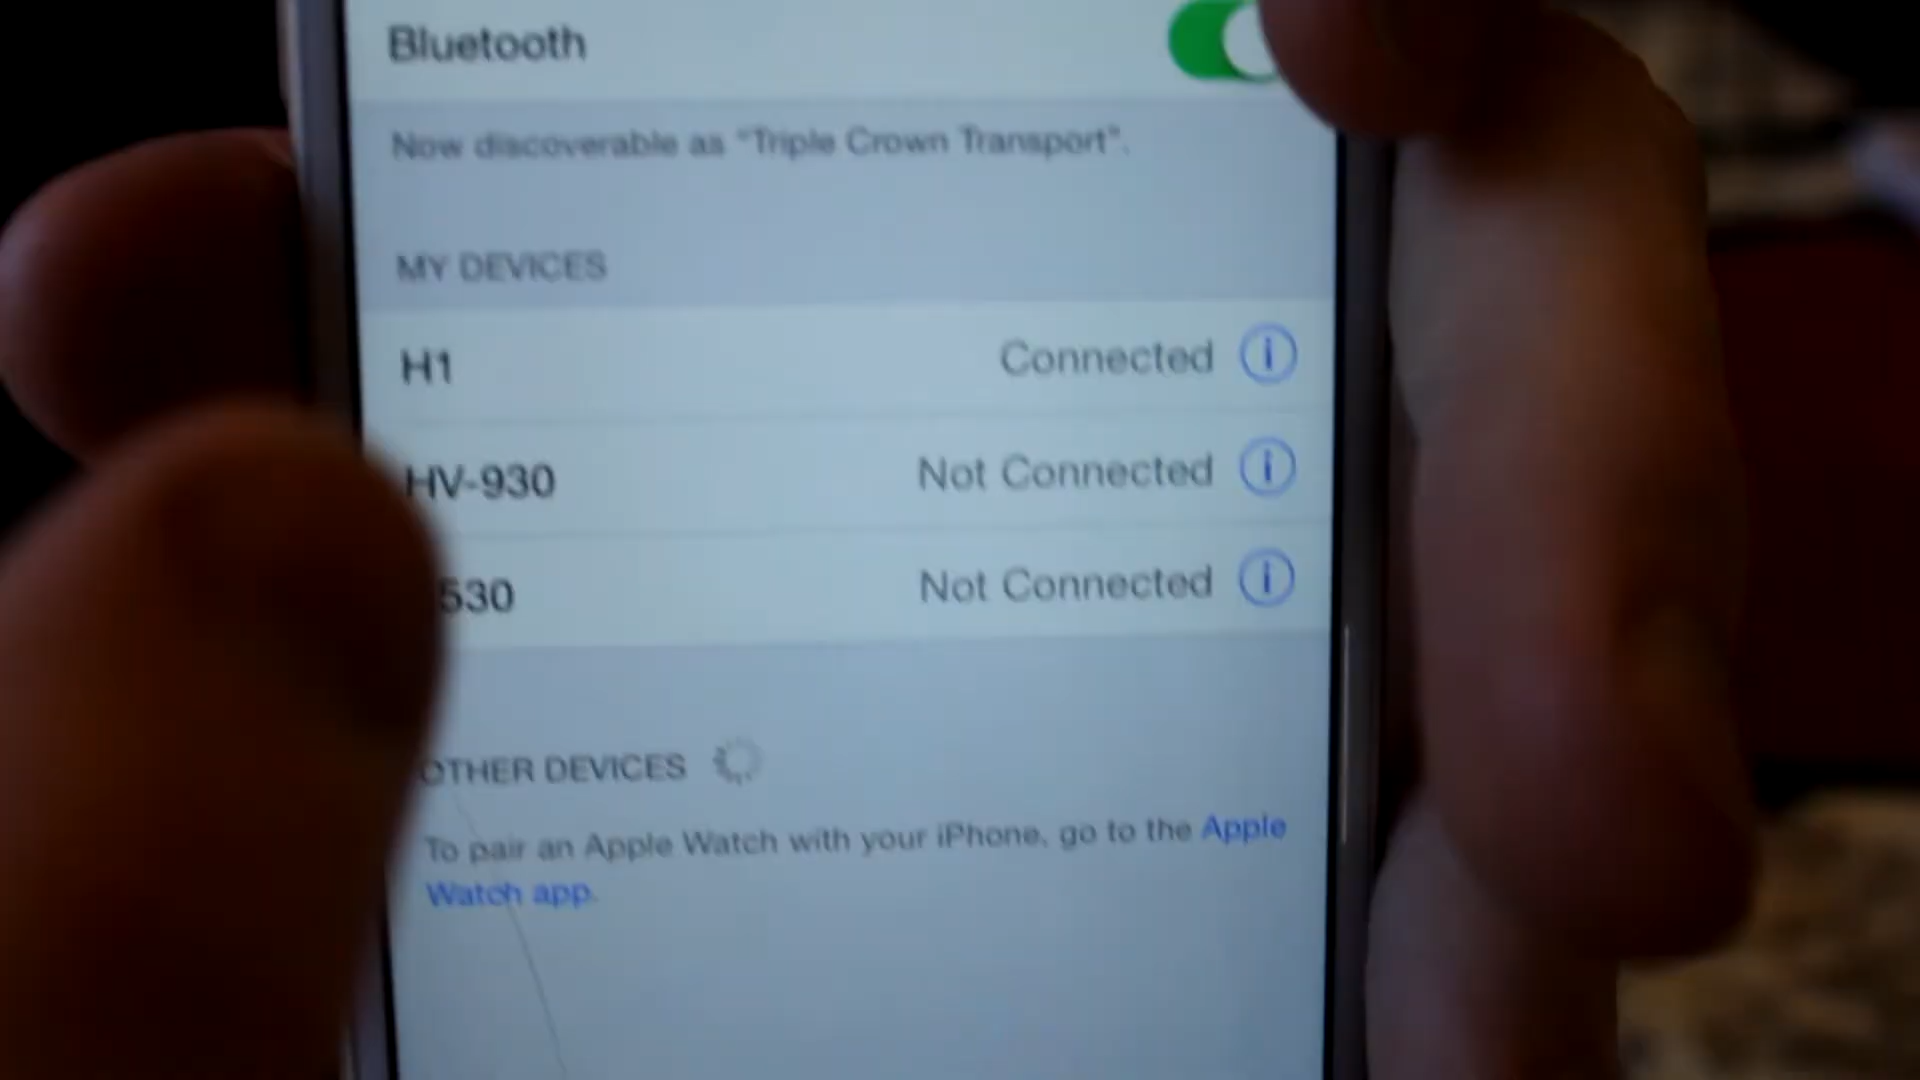 Bluetooth
Now discoverable as "Triple Crown Transport".
MY DEVICES
H1 Connected
HV-930 Not Connected
530 Not Connected
OTHER DEVICES
To pair an Apple Watch with your iPhone, go to the Apple
Watch app.